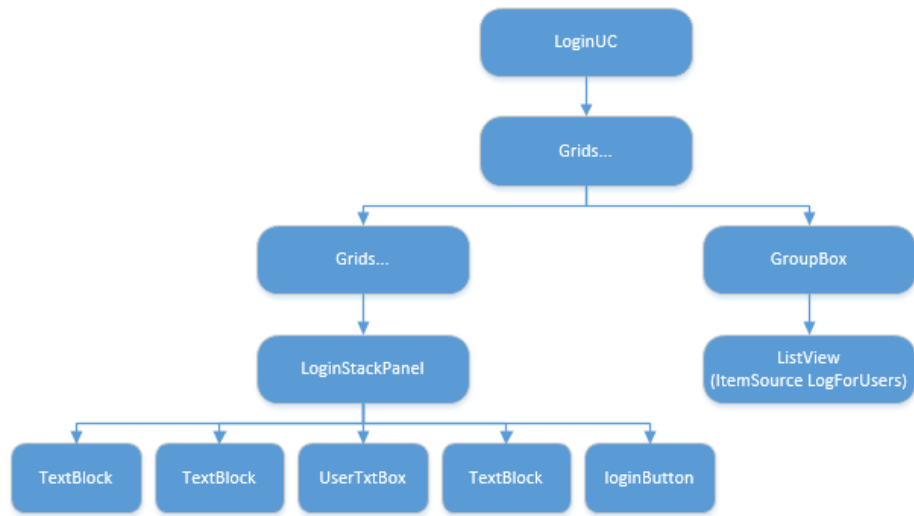 LoginUC
Grids...
Grids...
GroupBox
LoginStackPanel
ListView
(ItemSource LogForUsers)
TextBlock
TextBlock
UserTxtBox
TextBlock
loginButton